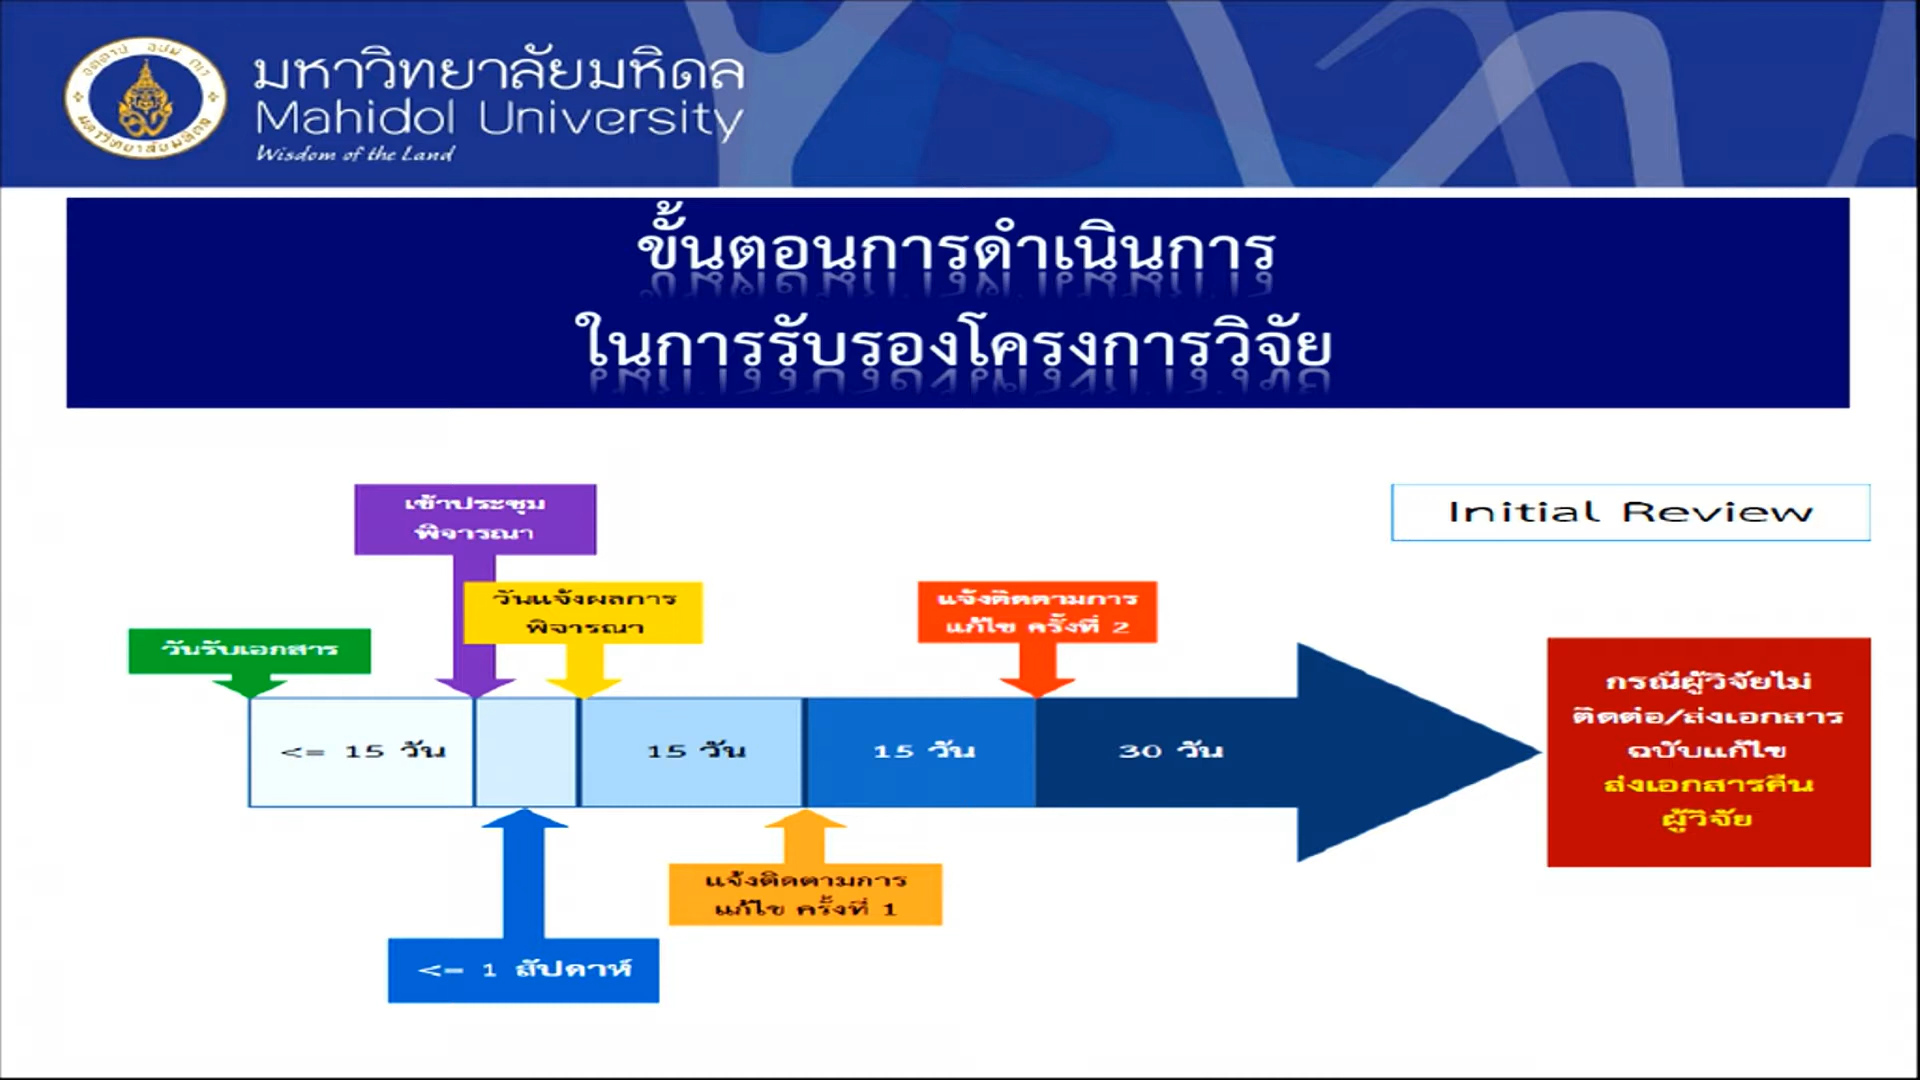 มหาวิทยาลัยมหิดล
Mahidol University
Wisdom of the Land
ขั้นตอนการดำเนินการ
ในการรับรองโครงการวิจัย
Initial Review
เข้าประชุม
พิจารณา
วันแจ้งผลการ
พิจารณา
แจ้งติดตามการ
แก้ไข ครั้งที่ 2
วันรับเอกสาร
<= 15 วัน
15 วัน
15 วัน
30 วัน
กรณีผู้วิจัยไม่
ติดต่อ/ส่งเอกสาร
ฉบับแก้ไข
ส่งเอกสารคืน
ผู้วิจัย
แจ้งติดตามการ
แก้ไข ครั้งที่ 1
<= 1 สัปดาห์